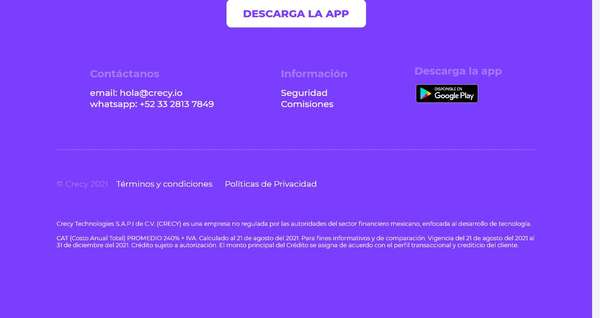 DESCARGA LA APP
Contáctanos
email: hola@crecy.io
whatsapp: +52 33 2813 7849
Información
Seguridad
Comisiones
Descarga la app
DISPONIBLE EN
Google Play
© Crecy 2021 Términos y condiciones Políticas de Privacidad
Crecy Technologies S.A.P.I de C.V. (CRECY) es una empresa no regulada por las autoridades del sector financiero mexicano, enfocada al desarrollo de tecnología.
CAT (Costo Anual Total) PROMEDIO 240% + IVA. Calculado al 21 de agosto del 2021. Para fines informativos y de comparación. Vigencia del 21 de agosto del 2021 al
31 de diciembre del 2021. Crédito sujeto a autorización. El monto principal del Crédito se asigna de acuerdo con el perfil transaccional y crediticio del cliente.